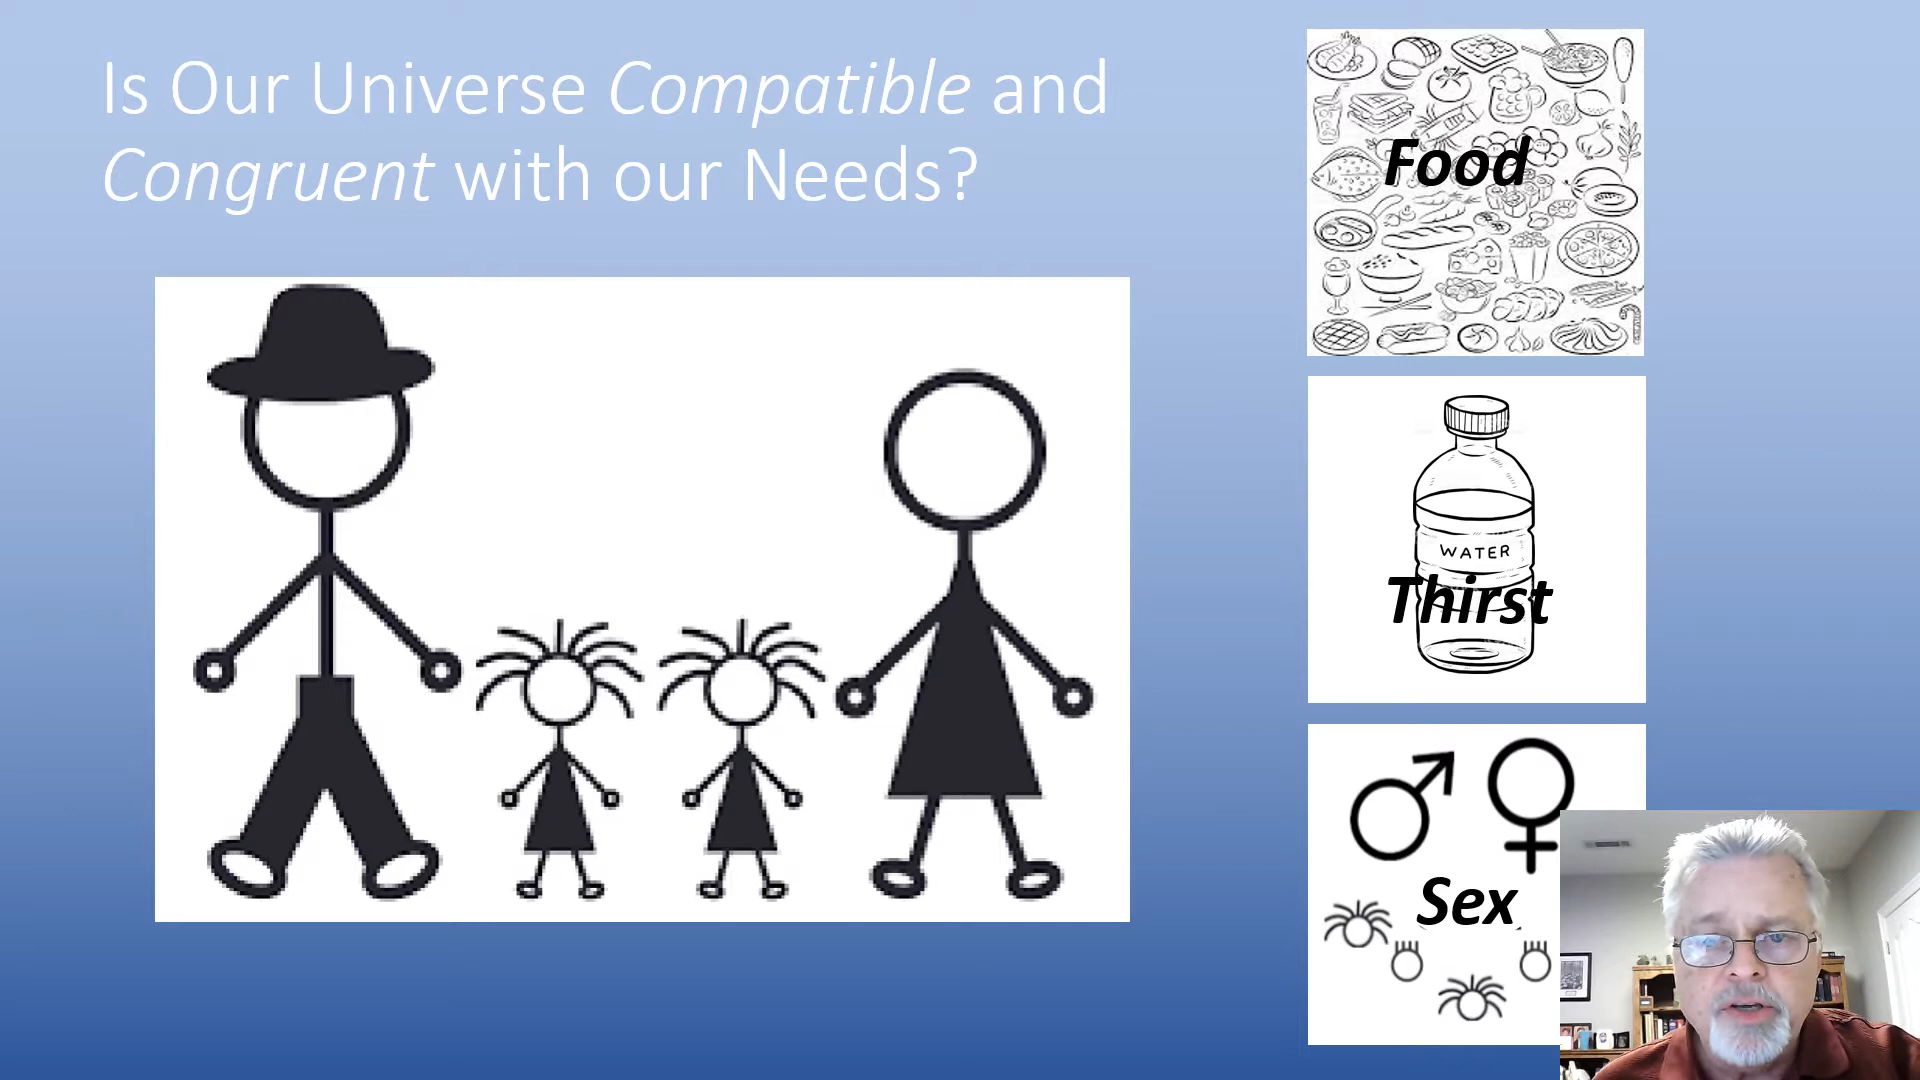 Is Our Universe Compatible and
Congruent with our Needs?
Food
WATER
Thirst
Sex